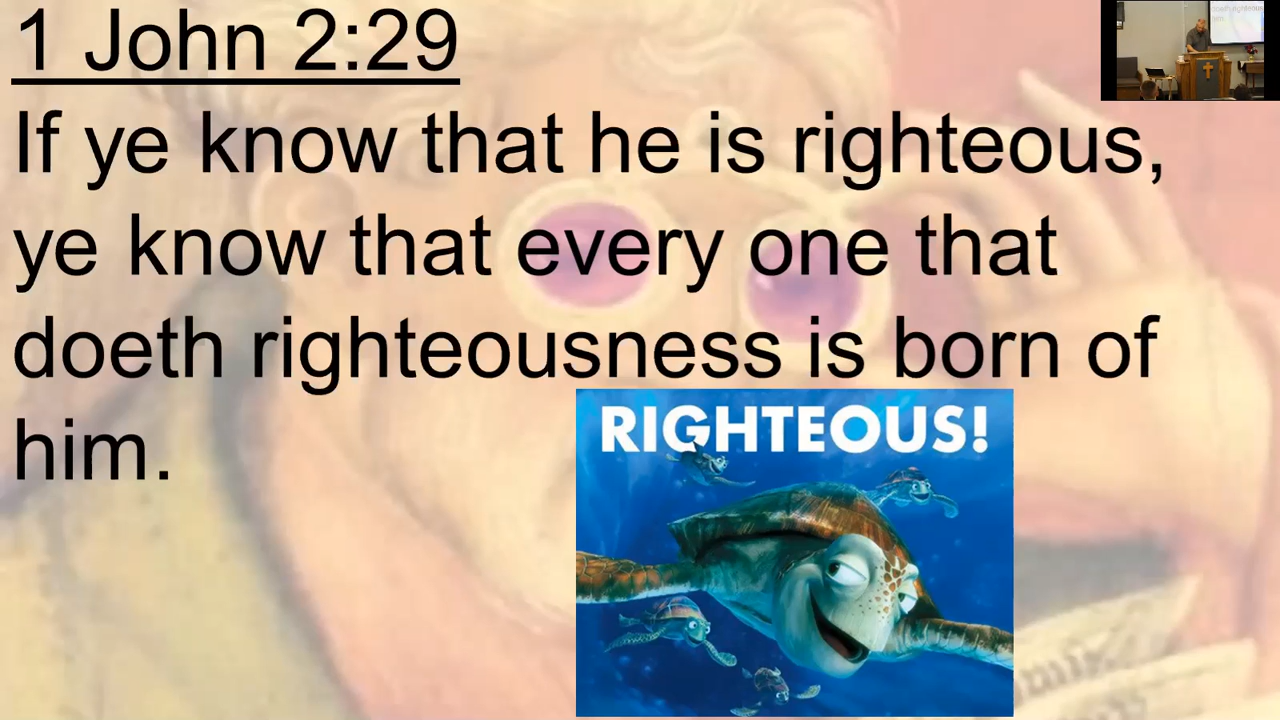 1 John 2:29
If ye know that he is righteous,
ye know that every one that
doeth righteousness is born of
him.
RIGHTEOUS!